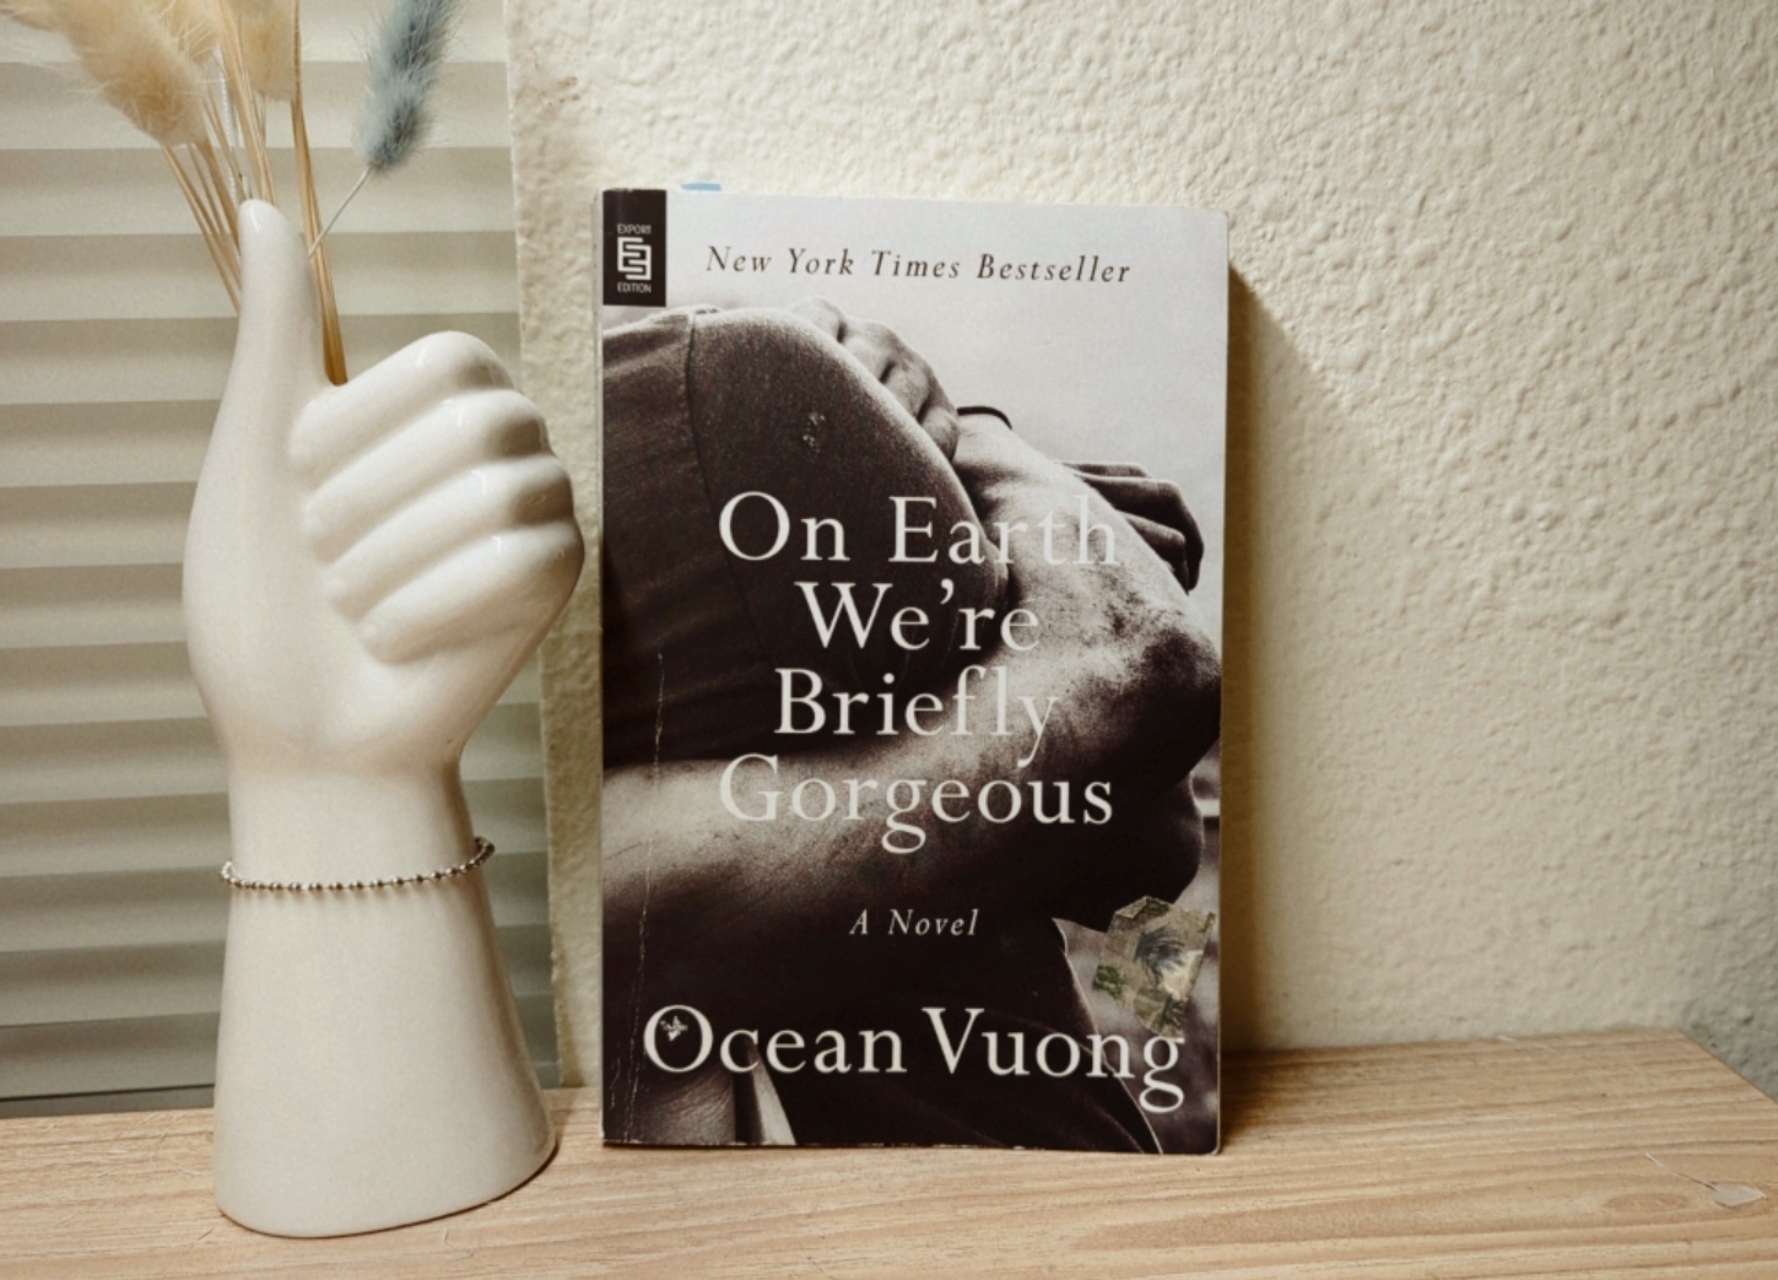 EXPORT
EDITION
New York Times Bestseller
On Earth
We're
Briefly
Gorgeous
A Novel
Ocean Vuong